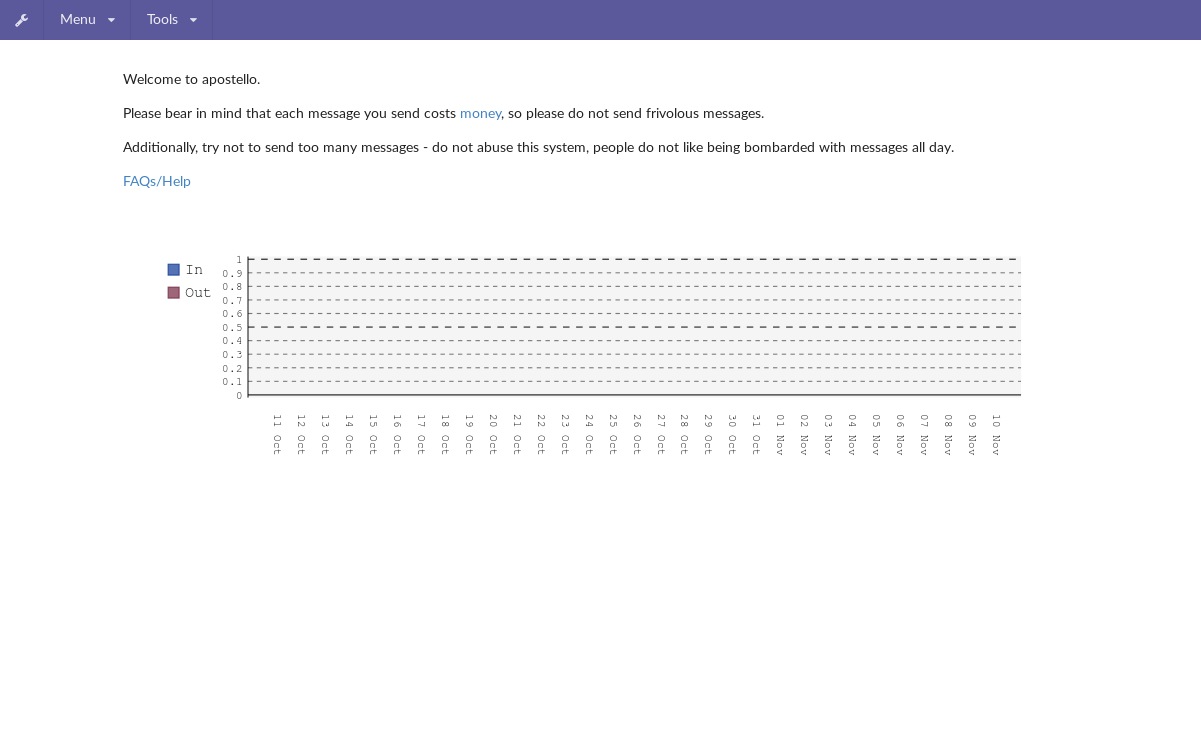 Menu Tools
Welcome to apostello.
Please bear in mind that each message you send costs money, so please do not send frivolous messages.
Additionally, try not to send too many messages - do not abuse this system, people do not like being bombarded with messages all day.
FAQs/Help
In
Out
1
0.9
0.8
0.7
0.6
0.5
0.4
0.3
0.2
0.1
0
11 Oct
12 Oct
13 Oct
14 Oct
15 Oct
16 Oct
17 Oct
18 Oct
19 Oct
20 Oct
21 Oct
22 Oct
23 Oct
24 Oct
25 Oct
26 Oct
27 Oct
28 Oct
29 Oct
30 Oct
31 Oct
01 Nov
02 Nov
03 Nov
04 Nov
05 Nov
06 Nov
07 Nov
08 Nov
09 Nov
10 Nov